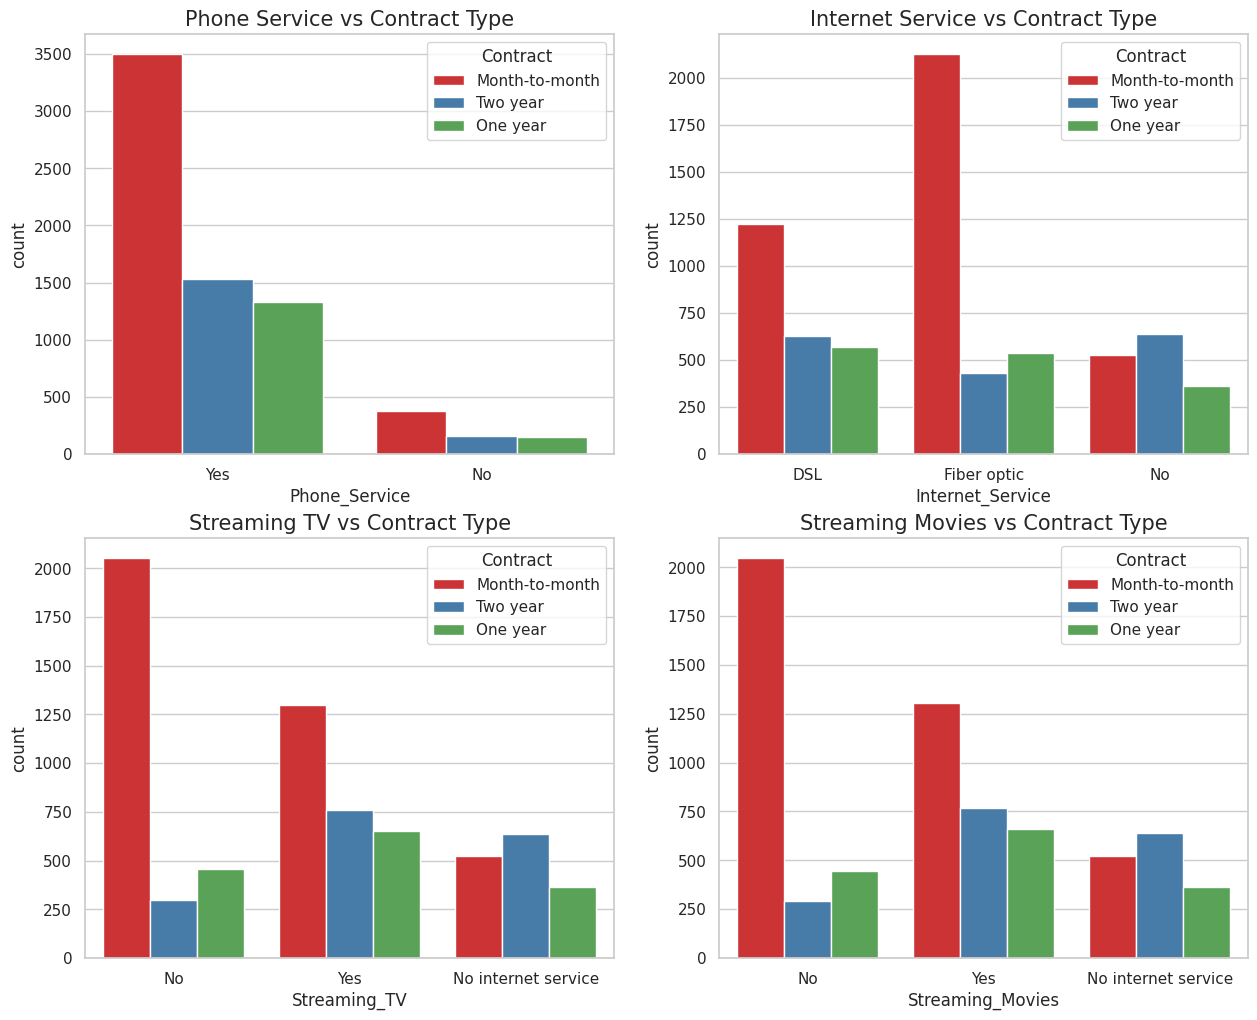 Phone Service vs Contract Type
3500
3000
2500
2000
1500
1000
500
0
count
Yes
No
Phone_Service
Contract
Month-to-month
Two year
One year
Internet Service vs Contract Type
2000
1750
1500
1250
1000
750
500
250
0
count
DSL
Fiber optic
No
Internet_Service
Contract
Month-to-month
Two year
One year
Streaming TV vs Contract Type
2000
1750
1500
1250
1000
750
500
250
0
count
No
Yes
No internet service
Streaming_TV
Contract
Month-to-month
Two year
One year
Streaming Movies vs Contract Type
2000
1750
1500
1250
1000
750
500
250
0
count
No
Yes
No internet service
Streaming_Movies
Contract
Month-to-month
Two year
One year